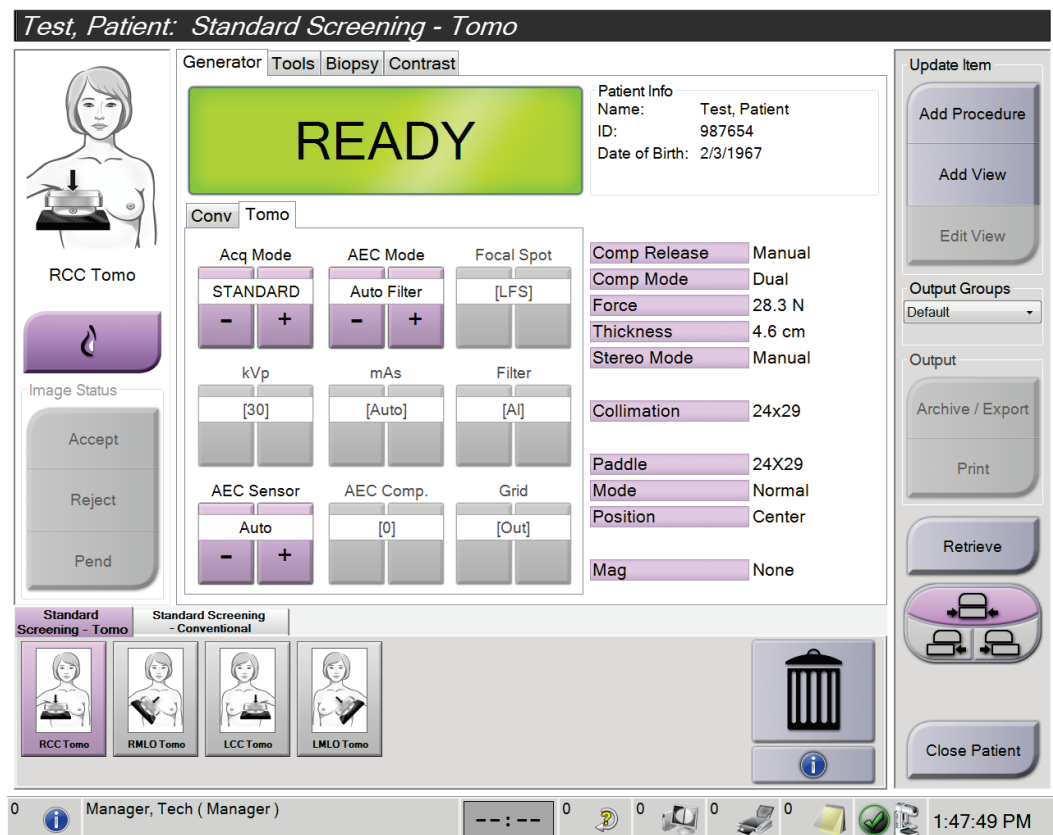 Test, Patient: Standard Screening - Tomo
Generator
Tools
Biopsy
Contrast
READY
Patient Info
Name: Test, Patient
ID: 987654
Date of Birth: 2/3/1967
RCC Tomo
Conv
Tomo
Acq Mode
STANDARD
- +
AEC Mode
Auto Filter
- +
Focal Spot
[LFS]
kVp
[30]
mAs
[Auto]
Filter
[Al]
AEC Sensor
Auto
- +
AEC Comp.
[0]
Grid
[Out]
Comp Release Manual
Comp Mode Dual
Force 28.3 N
Thickness 4.6 cm
Stereo Mode Manual
Collimation 24x29
Paddle 24X29
Mode Normal
Position Center
Mag None
Image Status
Accept
Reject
Pend
Update Item
Add Procedure
Add View
Edit View
Output Groups
Default
Output
Archive / Export
Print
Retrieve
Close Patient
Standard
Screening - Tomo
Standard Screening
- Conventional
RCC Tomo
RMLO Tomo
LCC Tomo
LMLO Tomo
0
Manager, Tech ( Manager )
--:--
0
0
0
0
1:47:49 PM